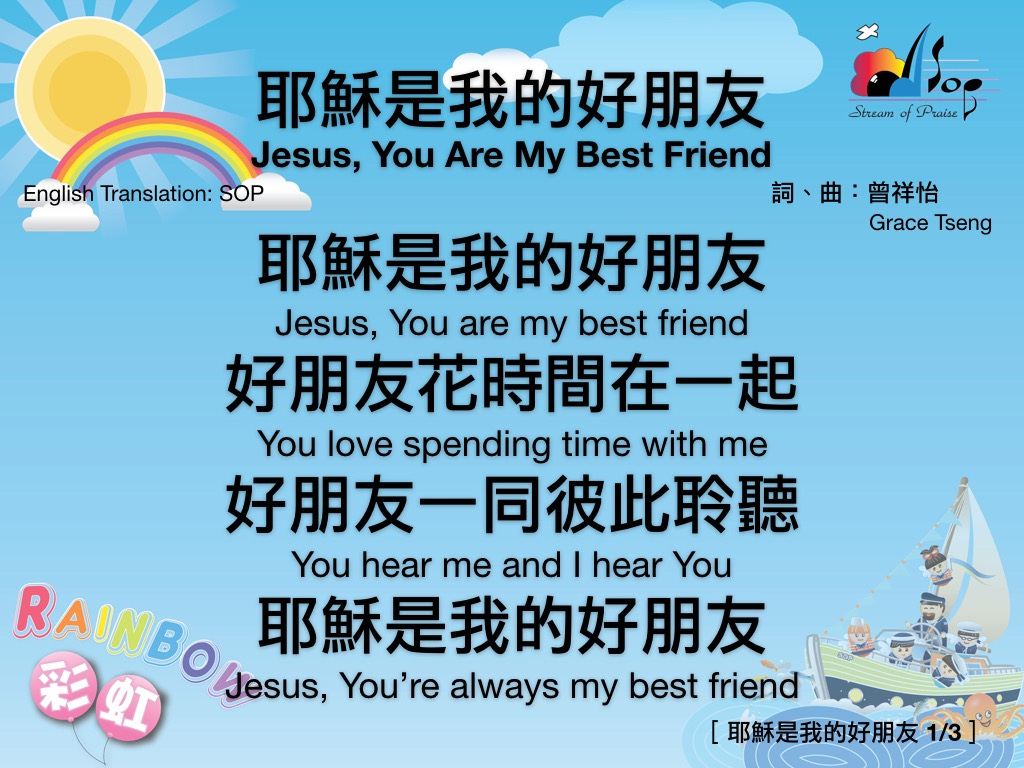 耶穌是我的好朋友
Jesus, You Are My Best Friend
SOP
Stream of Praise
English Translation: SOP
詞、曲：曾祥怡
Grace Tseng
耶穌是我的好朋友
Jesus, You are my best friend
好朋友花時間在一起
You love spending time with me
好朋友一同彼此聆聽
You hear me and I hear You
耶穌是我的好朋友
Jesus, You’re always my best friend
RAINBOW
彩虹
SOP
[ 耶穌是我的好朋友 1/3 ]